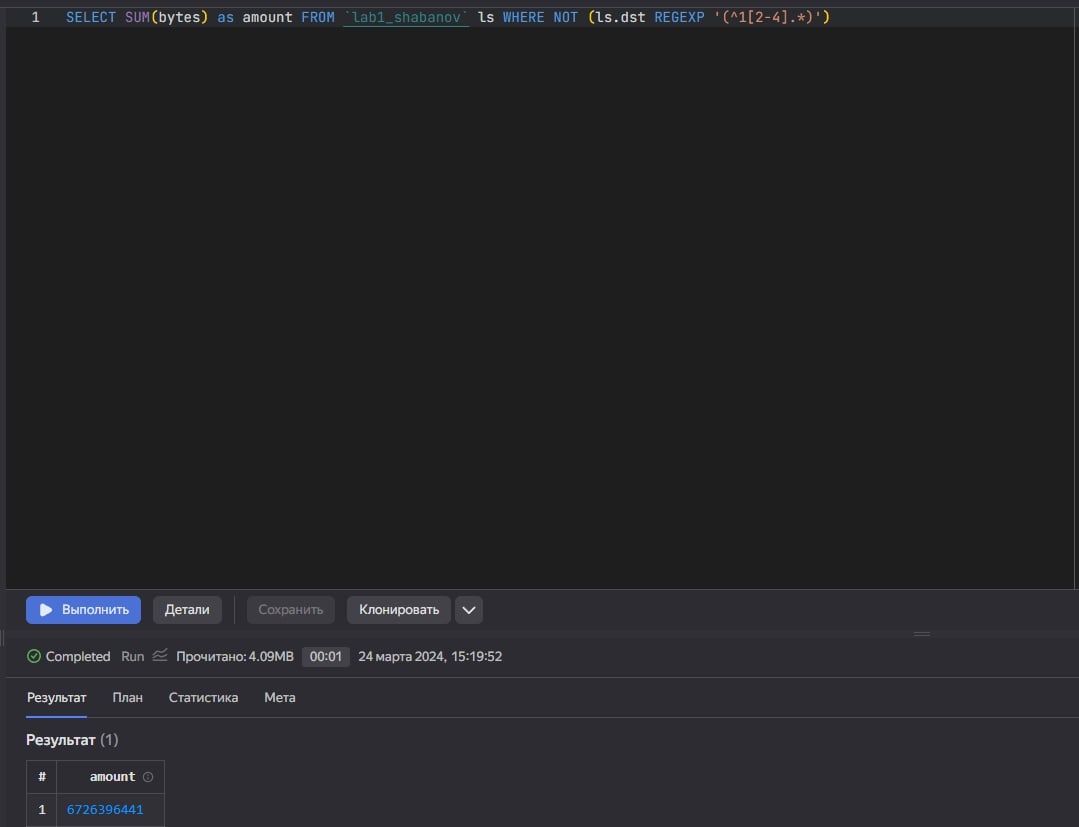 1 SELECT SUM(bytes) as amount FROM `lab1_shabanov` ls WHERE NOT (ls.dst REGEXP '(^1[2-4].*)')
Выполнить Детали Сохранить Клонировать
Completed Run Прочитано: 4.09MB 00:01 24 марта 2024, 15:19:52
Результат План Статистика Мета
Результат (1)
# amount
1 6726396441